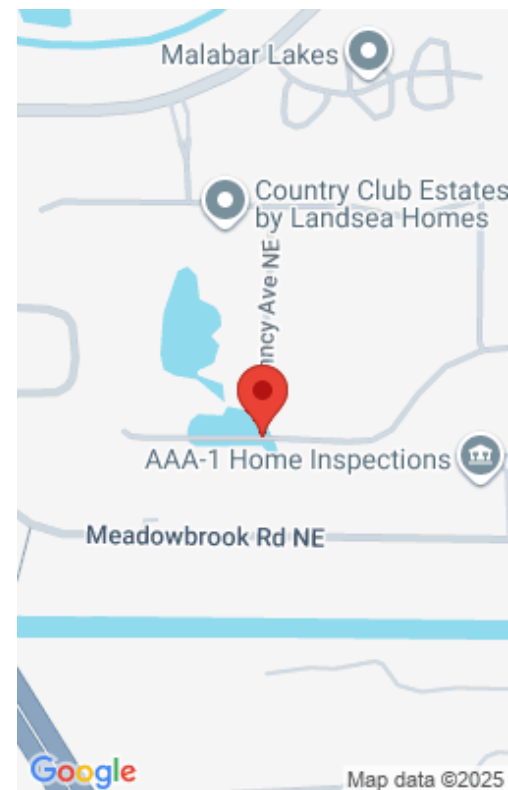 Malabar Lakes
Country Club Estates
by Landsea Homes
Ave NE
AAA-1 Home Inspections
Meadowbrook Rd NE
Google
Map data ©2025